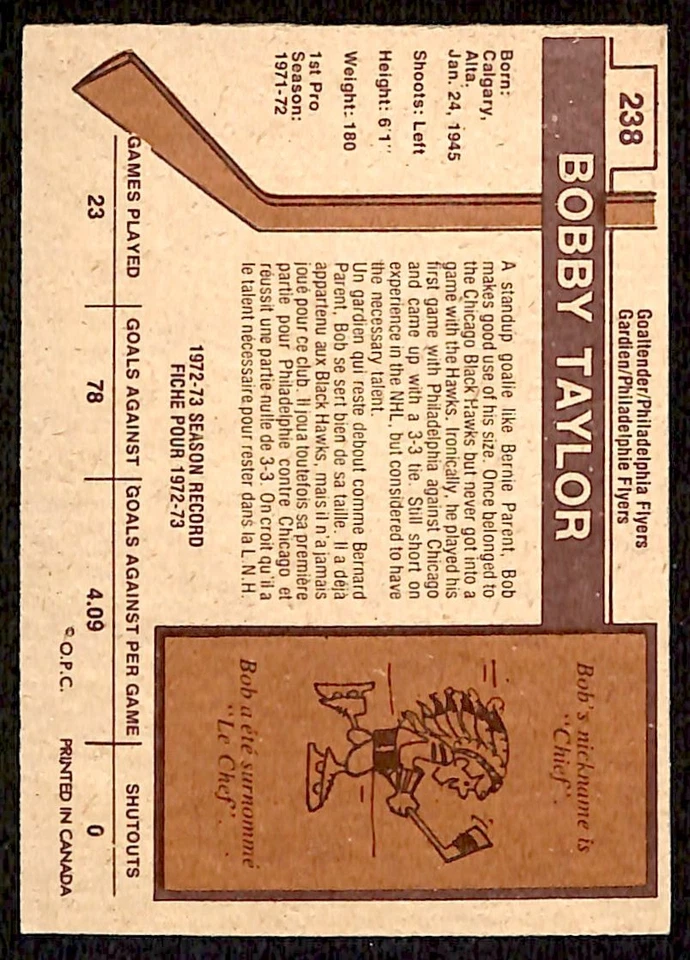 238
Goaltender/Philadelphia Flyers
Gardien/Philadelphie Flyers
BOBBY TAYLOR
Born:
Calgary,
Alta.
Jan. 24, 1945
Shoots: Left
Height: 6'1"
Weight: 180
1st Pro
Season:
1971-72
A standup goalie like Bernie Parent, Bob
makes good use of his size. Once belonged to
the Chicago Black Hawks but never got into a
game with the Hawks. Ironically, he played his
first game with Philadelphia against Chicago
and came up with a 3-3 tie. Still short on
experience in the NHL, but considered to have
the necessary talent.
Un gardien qui reste debout comme Bernard
Parent, Bob se sert bien de sa taille. Il a déjà
appartenu aux Black Hawks, mais il n'a jamais
joué pour ce club. Il joua toutefois sa première
partie pour Philadelphie contre Chicago et
réussit une partie nulle de 3-3. On croit qu'il a
le talent nécessaire pour rester dans la L.N.H.
Bob's nickname is
"Chief".
Bob a été surnommé
"Le Chef".
1972-73 SEASON RECORD
FICHE POUR 1972-73
GAMES PLAYED GOALS AGAINST GOALS AGAINST PER GAME SHUTOUTS
23 78 4.09 0
© O.P.C. PRINTED IN CANADA